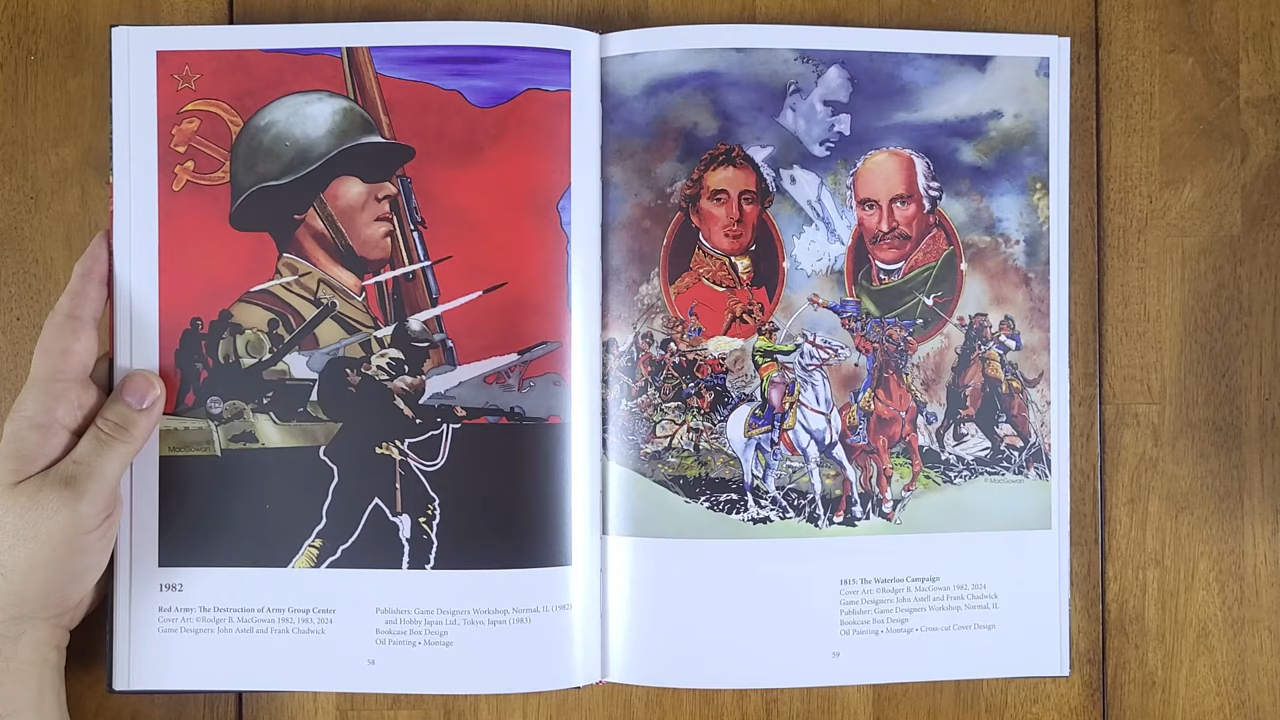 MacGowan
1982
Red Army: The Destruction of Army Group Center
Cover Art: ©Rodger B. MacGowan 1982, 1983, 2024
Game Designers: John Astell and Frank Chadwick
Publishers: Game Designers Workshop, Normal, IL (1982)
and Hobby Japan Ltd., Tokyo, Japan (1983)
Bookcase Box Design
Oil Painting • Montage
58
© MacGowan
1815: The Waterloo Campaign
Cover Art: ©Rodger B. MacGowan 1982, 2024
Game Designers: John Astell and Frank Chadwick
Publisher: Game Designers Workshop, Normal, IL
Bookcase Box Design
Oil Painting • Montage • Cross-cut Cover Design
59